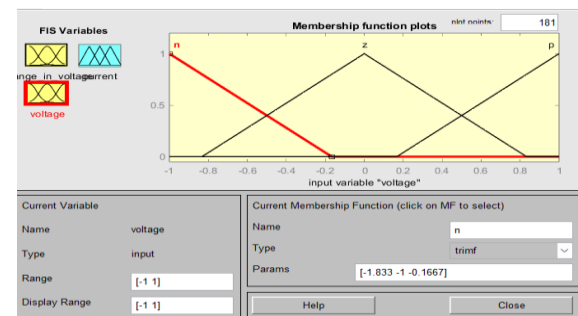 FIS Variables
Membership function plots
plot points:
181
voltage
n
z
p
1
0.5
0
-1 -0.8 -0.6 -0.4 -0.2 0 0.2 0.4 0.6 0.8 1
input variable "voltage"
Current Variable
Name voltage
Type input
Range [-1 1]
Display Range [-1 1]
Current Membership Function (click on MF to select)
Name n
Type trimf
Params [-1.833 -1 -0.1667]
Help
Close